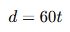 d = 60t